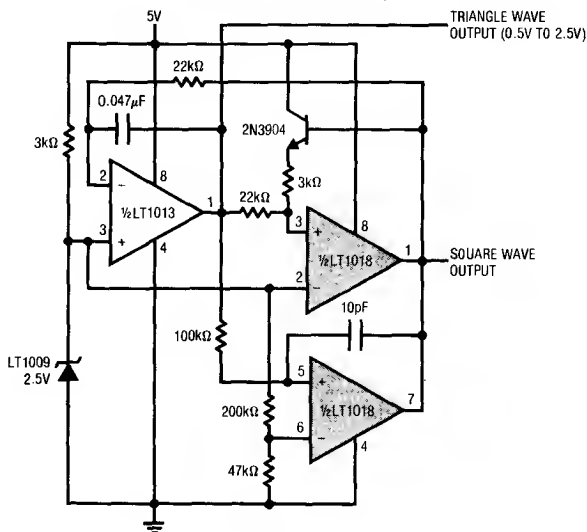 5V
TRIANGLE WAVE
OUTPUT (0.5V TO 2.5V)
22kΩ
0.047μF
2N3904
3kΩ
3kΩ
2
8
½LT1013
1
22kΩ
3
4
3
8
½LT1018
1
SQUARE WAVE
OUTPUT
2
10pF
100kΩ
LT1009
2.5V
5
½LT1018
7
200kΩ
6
4
47kΩ